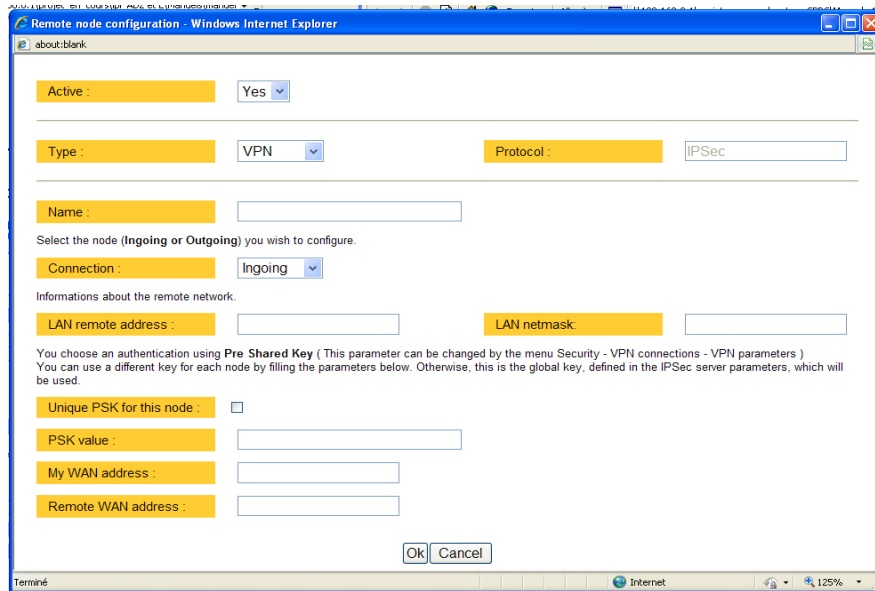 Remote node configuration - Windows Internet Explorer
about:blank
Active : Yes
Type : VPN Protocol : IPSec
Name :
Select the node (Ingoing or Outgoing) you wish to configure.
Connection : Ingoing
Informations about the remote network.
LAN remote address : LAN netmask:
You choose an authentication using Pre Shared Key ( This parameter can be changed by the menu Security - VPN connections - VPN parameters )
You can use a different key for each node by filling the parameters below. Otherwise, this is the global key, defined in the IPSec server parameters, which will
be used.
Unique PSK for this node :
PSK value :
My WAN address :
Remote WAN address :
Ok Cancel
Terminé Internet 125%